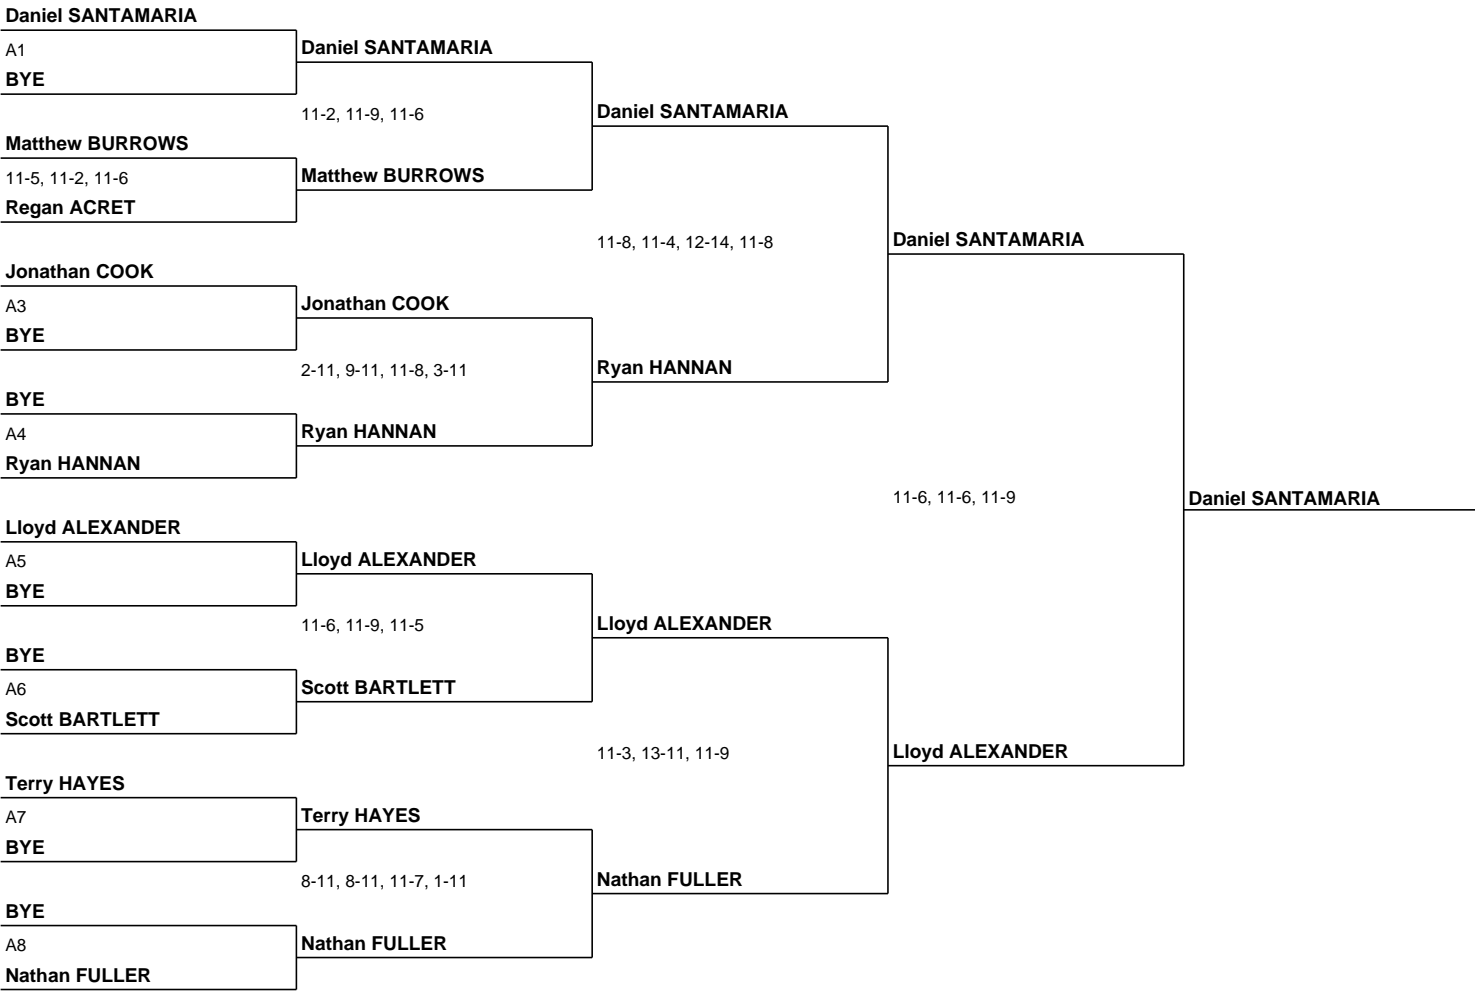 Daniel SANTAMARIA
A1
BYE
Matthew BURROWS
11-5, 11-2, 11-6
Regan ACRET
Jonathan COOK
A3
BYE
BYE
A4
Ryan HANNAN
Lloyd ALEXANDER
A5
BYE
BYE
A6
Scott BARTLETT
Terry HAYES
A7
BYE
BYE
A8
Nathan FULLER
Daniel SANTAMARIA
11-2, 11-9, 11-6
Matthew BURROWS
Jonathan COOK
2-11, 9-11, 11-8, 3-11
Ryan HANNAN
Lloyd ALEXANDER
11-6, 11-9, 11-5
Scott BARTLETT
Terry HAYES
8-11, 8-11, 11-7, 1-11
Nathan FULLER
Daniel SANTAMARIA
11-8, 11-4, 12-14, 11-8
Ryan HANNAN
Lloyd ALEXANDER
11-3, 13-11, 11-9
Nathan FULLER
Daniel SANTAMARIA
11-6, 11-6, 11-9
Lloyd ALEXANDER
Daniel SANTAMARIA